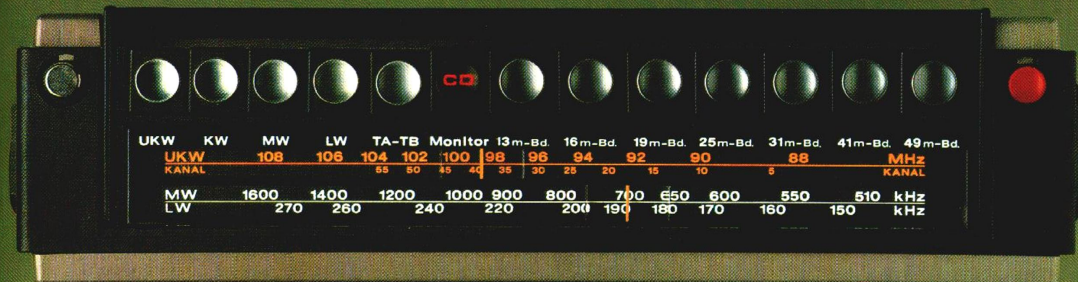 CD
UKW KW MW LW TA-TB Monitor 13m-Bd. 16m-Bd. 19m-Bd. 25m-Bd. 31m-Bd. 41m-Bd. 49m-Bd.
UKW 108 106 104 102 100 98 96 94 92 90 88 MHz
KANAL 55 50 45 40 35 30 25 20 15 10 5 KANAL
MW 1600 1400 1200 1000 900 800 700 650 600 550 510 kHz
LW 270 260 240 220 200 190 180 170 160 150 kHz